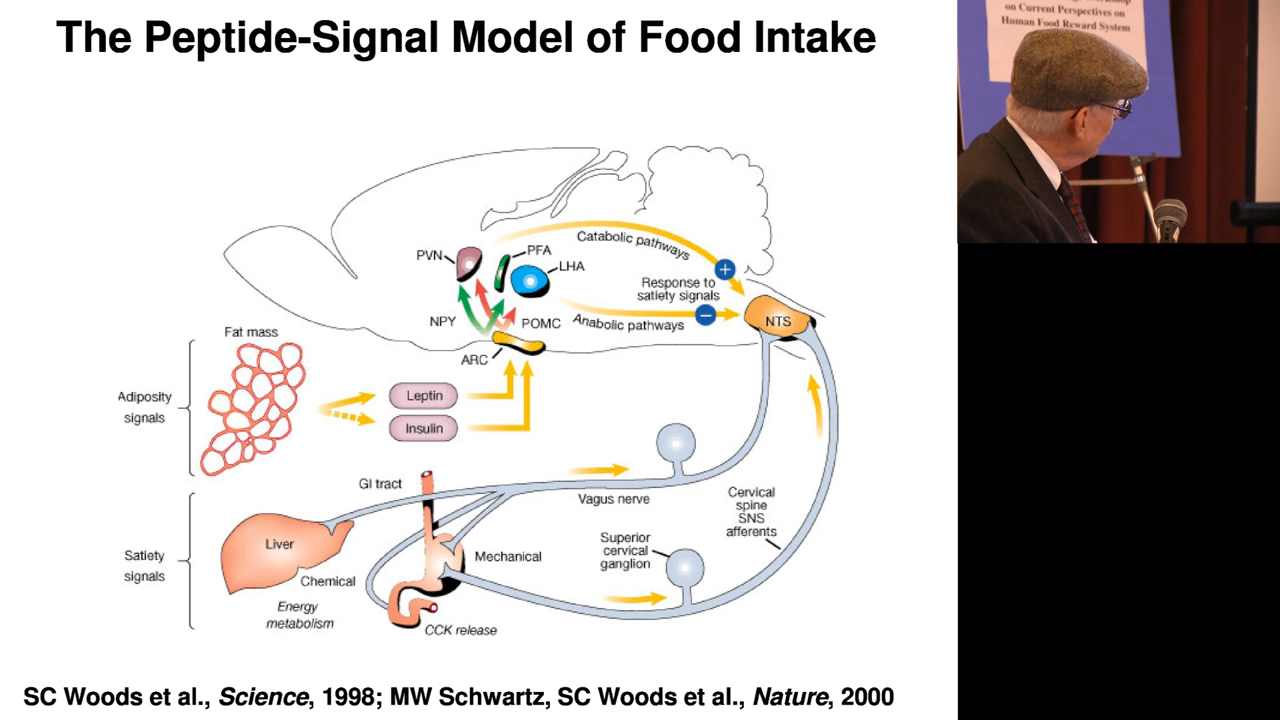 The Peptide-Signal Model of Food Intake
on Current Perspectives on
Human Food Reward System
PVN
PFA
LHA
Catabolic pathways
+
Response to
satiety signals
NPY
POMC
Anabolic pathways
−
NTS
ARC
Fat mass
Adiposity
signals
Leptin
Insulin
GI tract
Vagus nerve
Cervical
spine
SNS
afferents
Superior
cervical
ganglion
Satiety
signals
Liver
Mechanical
Chemical
Energy
metabolism
CCK release
SC Woods et al., Science, 1998; MW Schwartz, SC Woods et al., Nature, 2000